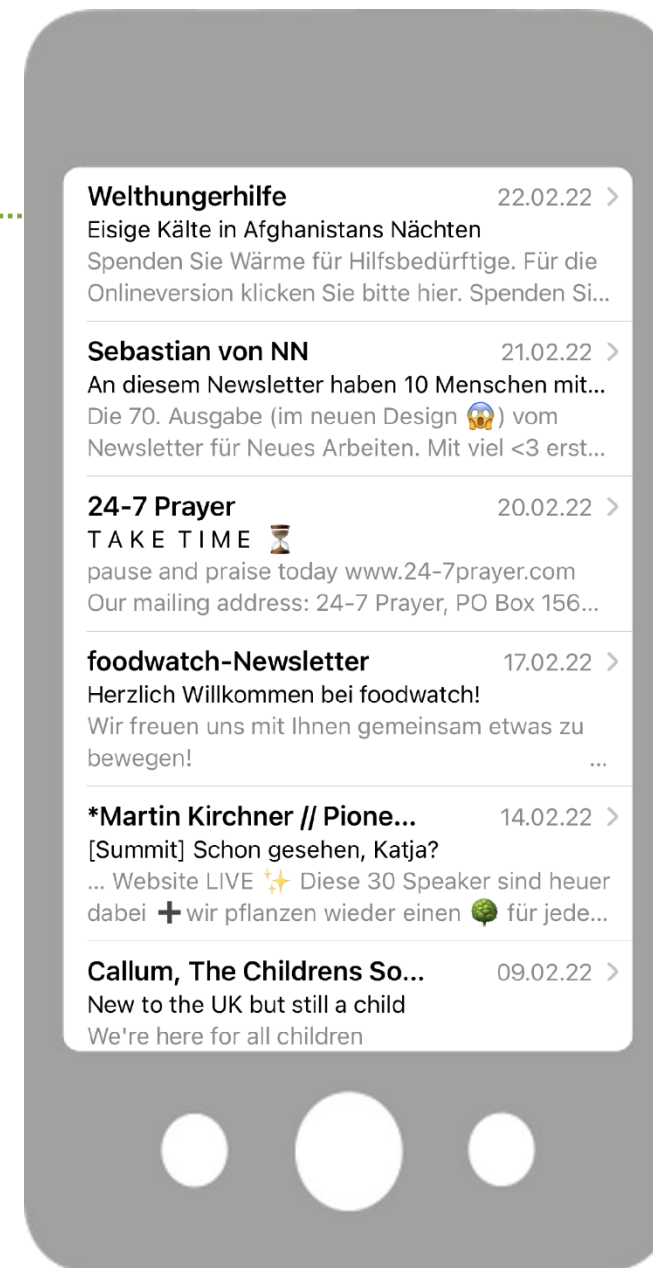 Welthungerhilfe 22.02.22
Eisige Kälte in Afghanistans Nächten
Spenden Sie Wärme für Hilfsbedürftige. Für die
Onlineversion klicken Sie bitte hier. Spenden Si...
Sebastian von NN 21.02.22
An diesem Newsletter haben 10 Menschen mit...
Die 70. Ausgabe (im neuen Design 😱) vom
Newsletter für Neues Arbeiten. Mit viel <3 erst...
24-7 Prayer 20.02.22
T A K E T I M E ⏳
pause and praise today www.24-7prayer.com
Our mailing address: 24-7 Prayer, PO Box 156...
foodwatch-Newsletter 17.02.22
Herzlich Willkommen bei foodwatch!
Wir freuen uns mit Ihnen gemeinsam etwas zu
bewegen! ...
*Martin Kirchner // Pione... 14.02.22
[Summit] Schon gesehen, Katja?
... Website LIVE ✨ Diese 30 Speaker sind heuer
dabei ➕ wir pflanzen wieder einen 🌳 für jede...
Callum, The Childrens So... 09.02.22
New to the UK but still a child
We're here for all children